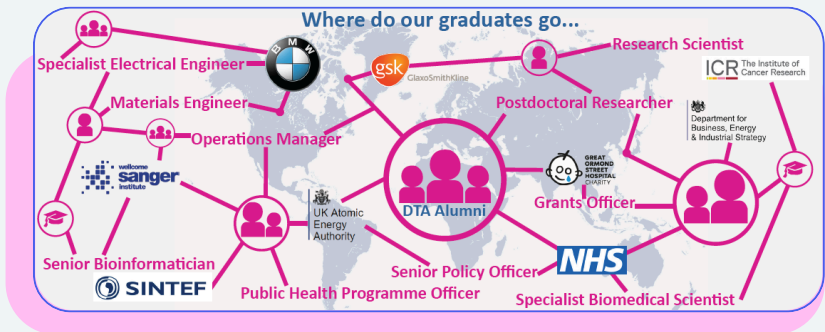 Where do our graduates go...
BMW
Research Scientist
Specialist Electrical Engineer
gsk
GlaxoSmithKline
ICR The Institute of
Cancer Research
Materials Engineer
Postdoctoral Researcher
Department for
Business, Energy
& Industrial Strategy
Operations Manager
wellcome
sanger
institute
GREAT
ORMOND
STREET
HOSPITAL
CHARITY
UK Atomic
Energy
Authority
DTA Alumni
Grants Officer
Senior Bioinformatician
NHS
Senior Policy Officer
SINTEF
Public Health Programme Officer
Specialist Biomedical Scientist